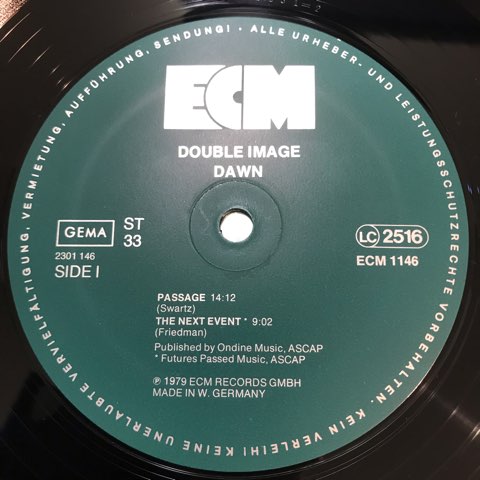 ALLE URHEBER- UND LEISTUNGSSCHUTZRECHTE VORBEHALTEN. KEIN VERLEIH! KEINE UNERLAUBTE VERVIELFÄLTIGUNG, VERMIETUNG, AUFFÜHRUNG, SENDUNG! ·
ECM
DOUBLE IMAGE
DAWN
GEMA
ST
33
LC 2516
2301 146
SIDE I
ECM 1146
PASSAGE 14:12
(Swartz)
THE NEXT EVENT * 9:02
(Friedman)
Published by Ondine Music, ASCAP
* Futures Passed Music, ASCAP
℗ 1979 ECM RECORDS GMBH
MADE IN W. GERMANY